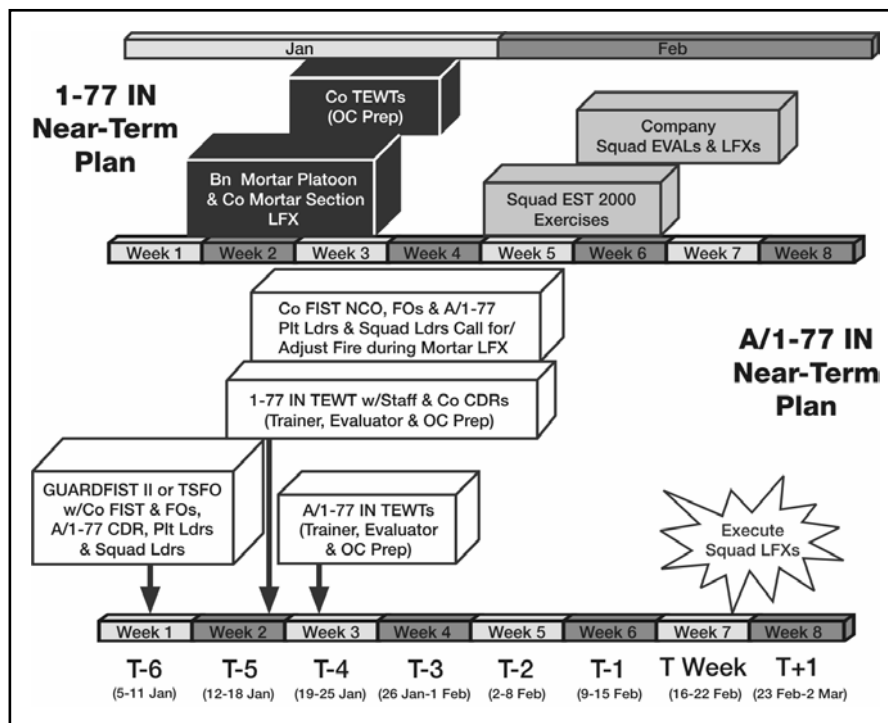 Jan
Feb
1-77 IN
Near-Term
Plan
Co TEWTs
(OC Prep)
Company
Squad EVALs & LFXs
Bn Mortar Platoon
& Co Mortar Section
LFX
Squad EST 2000
Exercises
Week 1
Week 2
Week 3
Week 4
Week 5
Week 6
Week 7
Week 8
Co FIST NCO, FOs & A/1-77
Plt Ldrs & Squad Ldrs Call for/
Adjust Fire during Mortar LFX
A/1-77 IN
Near-Term
Plan
1-77 IN TEWT w/Staff & Co CDRs
(Trainer, Evaluator & OC Prep)
GUARDFIST II or TSFO
w/Co FIST & FOs,
A/1-77 CDR, Plt Ldrs
& Squad Ldrs
A/1-77 IN TEWTs
(Trainer, Evaluator
& OC Prep)
Execute
Squad LFXs
Week 1
Week 2
Week 3
Week 4
Week 5
Week 6
Week 7
Week 8
T-6
T-5
T-4
T-3
T-2
T-1
T Week
T+1
(5-11 Jan)
(12-18 Jan)
(19-25 Jan)
(26 Jan-1 Feb)
(2-8 Feb)
(9-15 Feb)
(16-22 Feb)
(23 Feb-2 Mar)